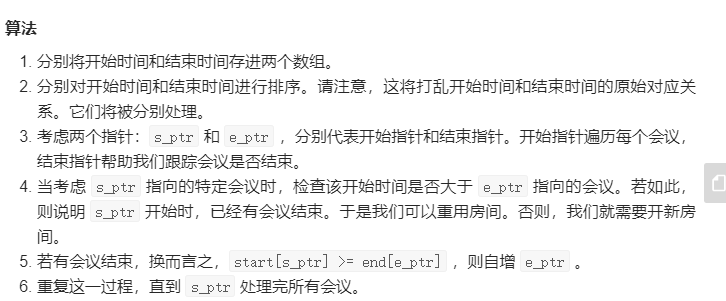 算法
1. 分别将开始时间和结束时间存进两个数组。
2. 分别对开始时间和结束时间进行排序。请注意，这将打乱开始时间和结束时间的原始对应关
系。它们将被分别处理。
3. 考虑两个指针：s_ptr 和 e_ptr ，分别代表开始指针和结束指针。开始指针遍历每个会议，
结束指针帮助我们跟踪会议是否结束。
4. 当考虑 s_ptr 指向的特定会议时，检查该开始时间是否大于 e_ptr 指向的会议。若如此，
则说明 s_ptr 开始时，已经有会议结束。于是我们可以重用房间。否则，我们就需要开新房
间。
5. 若有会议结束，换而言之，start[s_ptr] >= end[e_ptr] ，则自增 e_ptr 。
6. 重复这一过程，直到 s_ptr 处理完所有会议。